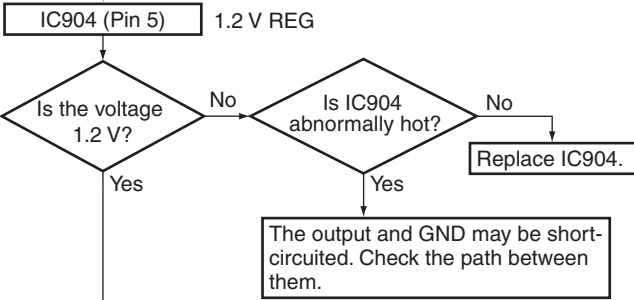 IC904 (Pin 5)
1.2 V REG
Is the voltage
1.2 V?
No
Is IC904
abnormally hot?
No
Replace IC904.
Yes
Yes
The output and GND may be short-
circuited. Check the path between
them.